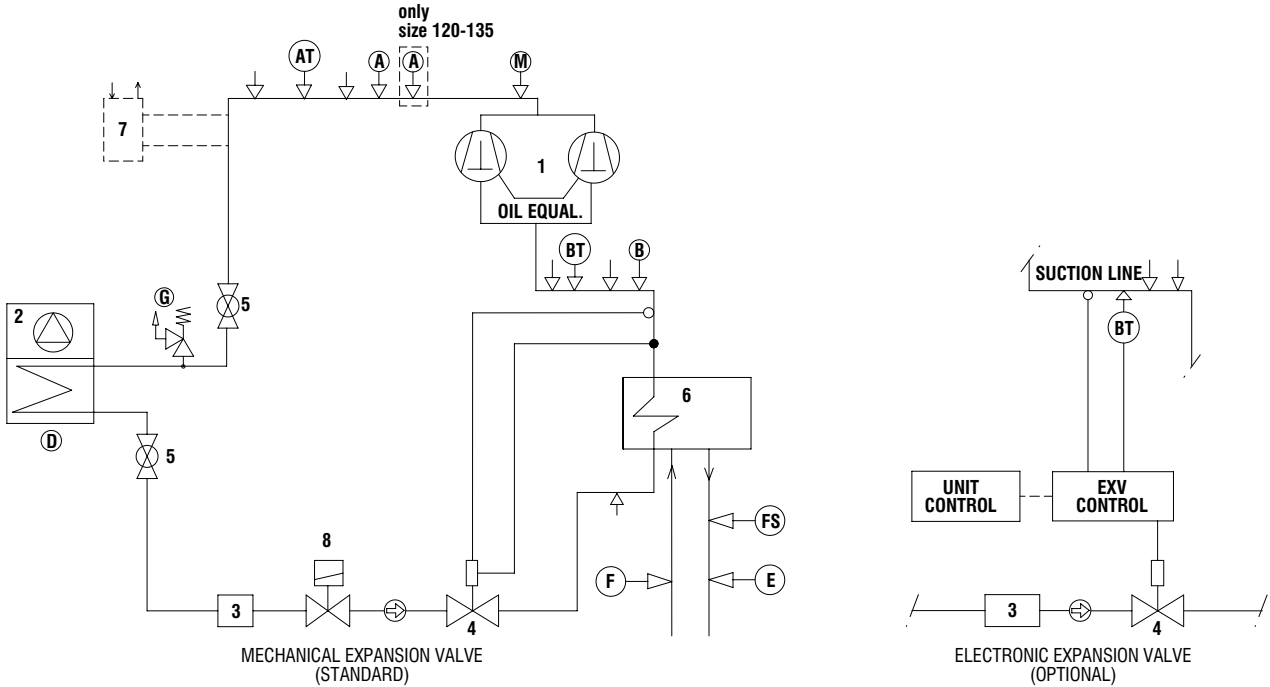 only
size 120-135
AT
A
A
M
7
1
OIL EQUAL.
BT
B
SUCTION LINE
BT
G
5
2
6
D
5
UNIT
CONTROL
EXV
CONTROL
FS
8
F
E
3
4
3
4
MECHANICAL EXPANSION VALVE
(STANDARD)
ELECTRONIC EXPANSION VALVE
(OPTIONAL)